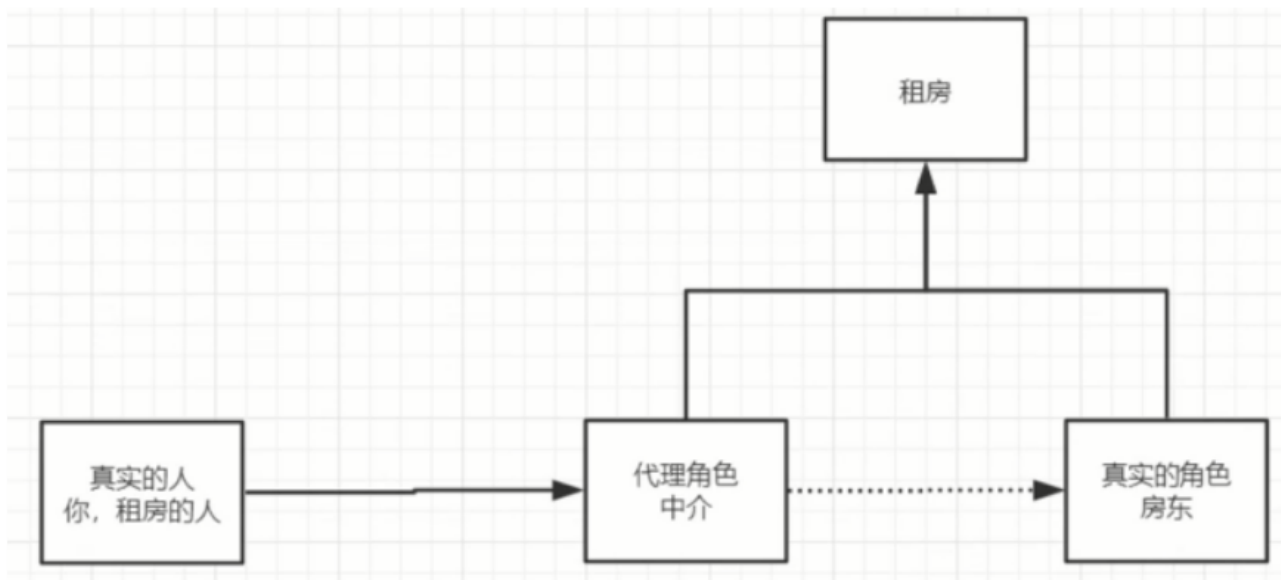 租房
真实的人
你，租房的人
代理角色
中介
真实的角色
房东